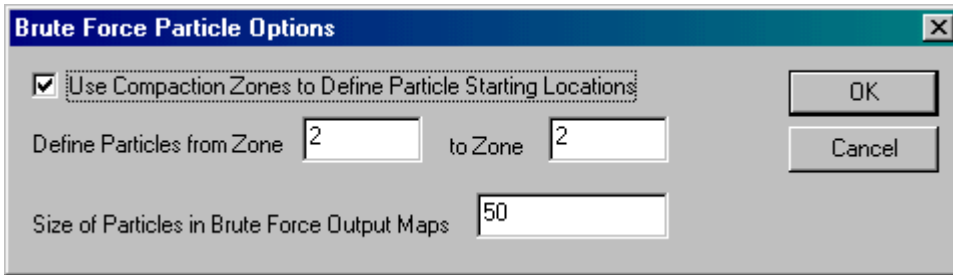 Brute Force Particle Options
Use Compaction Zones to Define Particle Starting Locations
OK
Define Particles from Zone 2 to Zone 2
Cancel
Size of Particles in Brute Force Output Maps 50